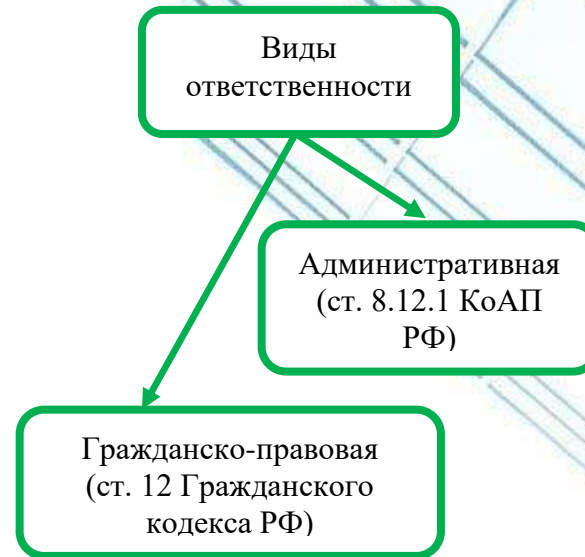 Виды
ответственности
Административная
(ст. 8.12.1 КоАП
РФ)
Гражданско-правовая
(ст. 12 Гражданского
кодекса РФ)